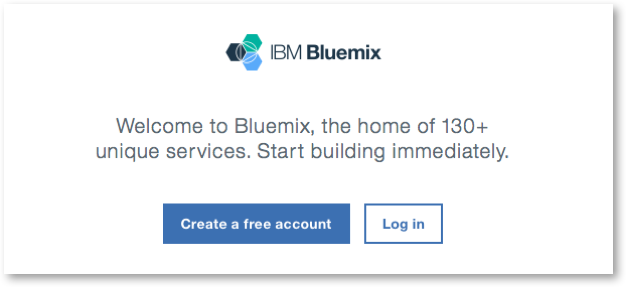 IBM Bluemix
Welcome to Bluemix, the home of 130+
unique services. Start building immediately.
Create a free account
Log in